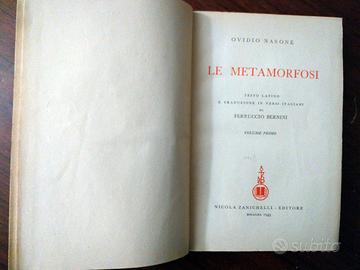 OVIDIO NASONE
LE METAMORFOSI
TESTO LATINO
E TRADUZIONE IN VERSI ITALIANI
DI
FERRUCCIO BERNINI
VOLUME PRIMO
NICOLA ZANICHELLI - EDITORE
BOLOGNA
subito